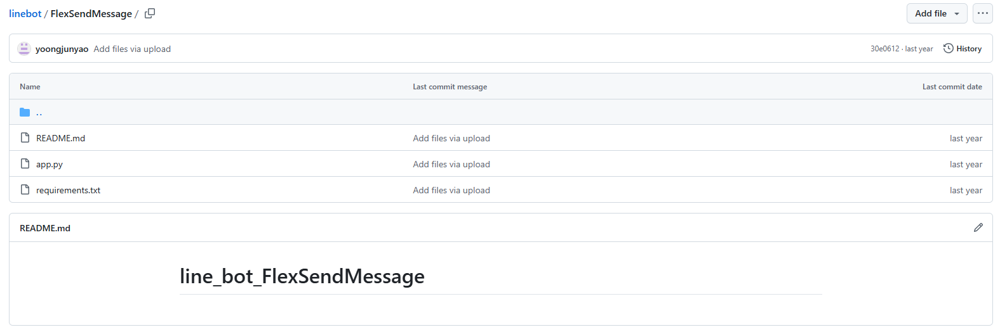 linebot / FlexSendMessage /
Add file
yoongjunyao Add files via upload
30e0612 · last year
History
Name Last commit message Last commit date
..
README.md Add files via upload last year
app.py Add files via upload last year
requirements.txt Add files via upload last year
README.md
line_bot_FlexSendMessage